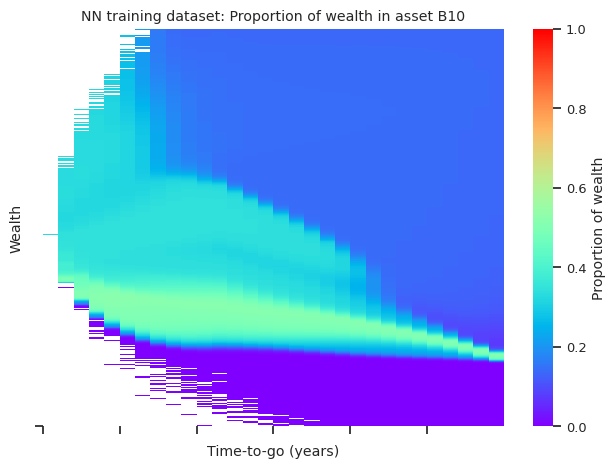 NN training dataset: Proportion of wealth in asset B10
Wealth
Time-to-go (years)
1.0
0.8
0.6
0.4
0.2
0.0
Proportion of wealth